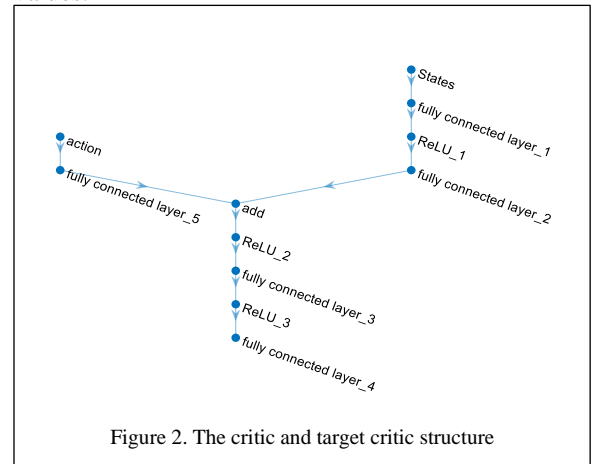 States
fully connected layer_1
action
ReLU_1
fully connected layer_5
fully connected layer_2
add
ReLU_2
fully connected layer_3
ReLU_3
fully connected layer_4
Figure 2. The critic and target critic structure